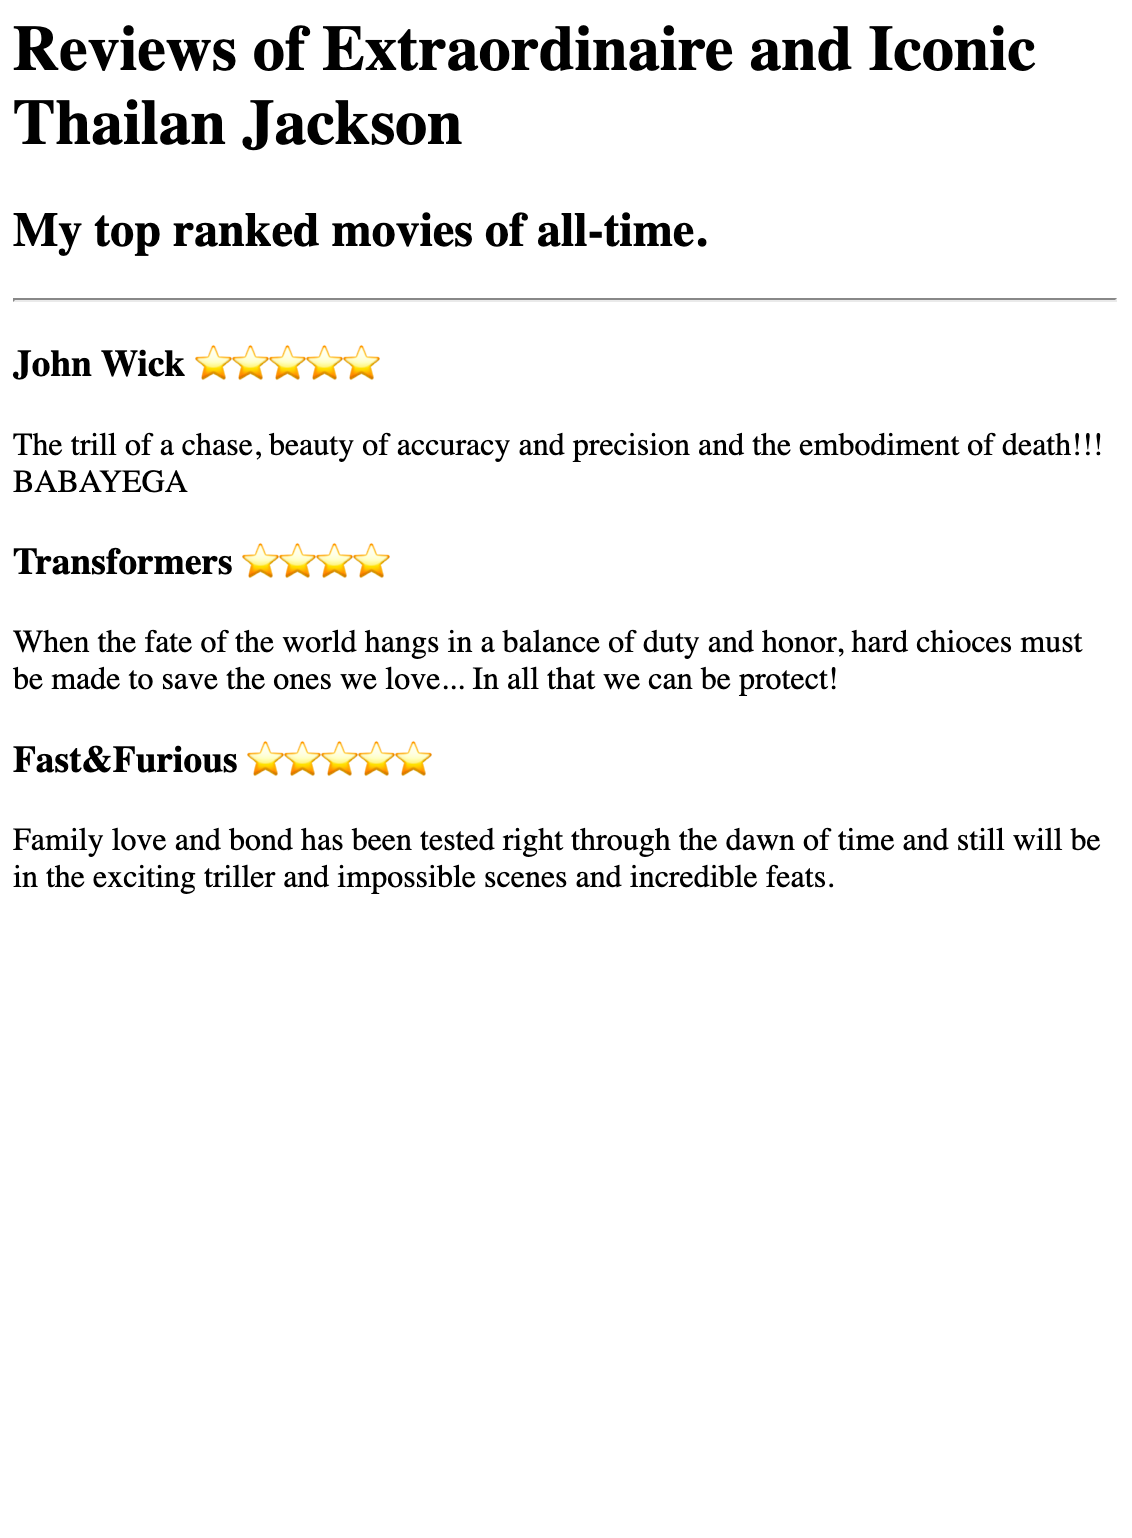 Reviews of Extraordinaire and Iconic
Thailan Jackson
My top ranked movies of all-time.
John Wick ⭐⭐⭐⭐⭐
The trill of a chase, beauty of accuracy and precision and the embodiment of death!!!
BABAYEGA
Transformers ⭐⭐⭐⭐
When the fate of the world hangs in a balance of duty and honor, hard chioces must
be made to save the ones we love... In all that we can be protect!
Fast&Furious ⭐⭐⭐⭐⭐
Family love and bond has been tested right through the dawn of time and still will be
in the exciting triller and impossible scenes and incredible feats.